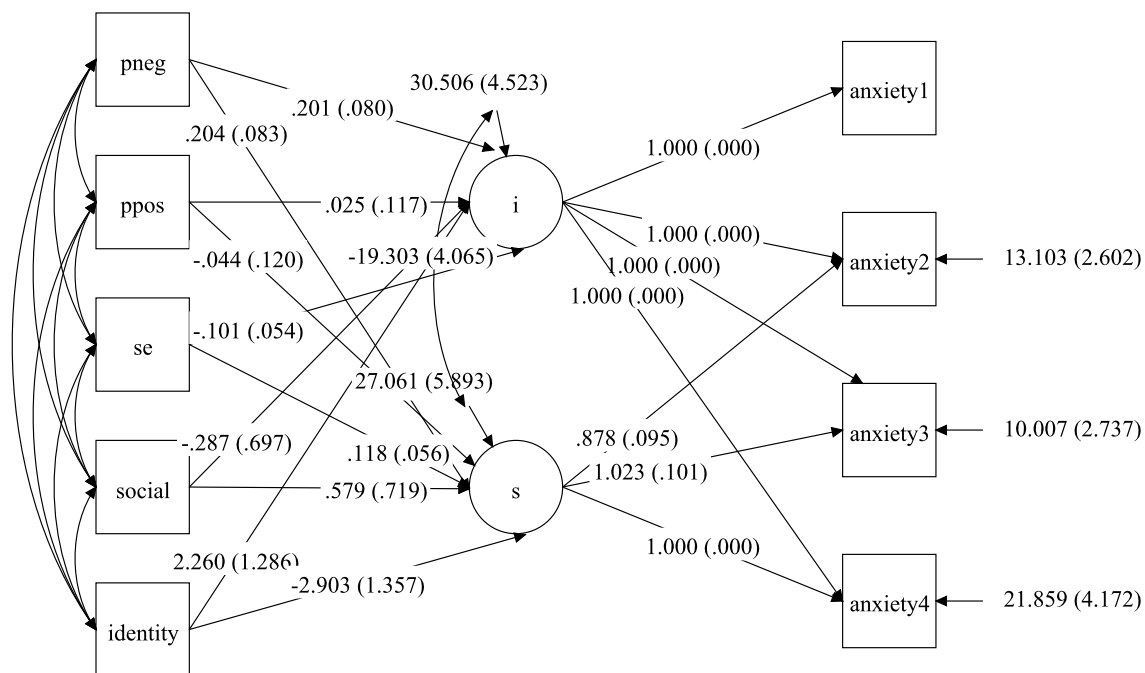 pneg
30.506 (4.523)
anxiety1
.201 (.080)
.204 (.083)
1.000 (.000)
ppos
.025 (.117)
i
1.000 (.000)
-.044 (.120)
-19.303 (4.065)
1.000 (.000)
anxiety2
13.103 (2.602)
1.000 (.000)
-.101 (.054)
se
27.061 (5.893)
-.287 (.697)
.118 (.056)
.878 (.095)
anxiety3
10.007 (2.737)
1.023 (.101)
social
.579 (.719)
s
1.000 (.000)
2.260 (1.286)
-2.903 (1.357)
anxiety4
21.859 (4.172)
identity